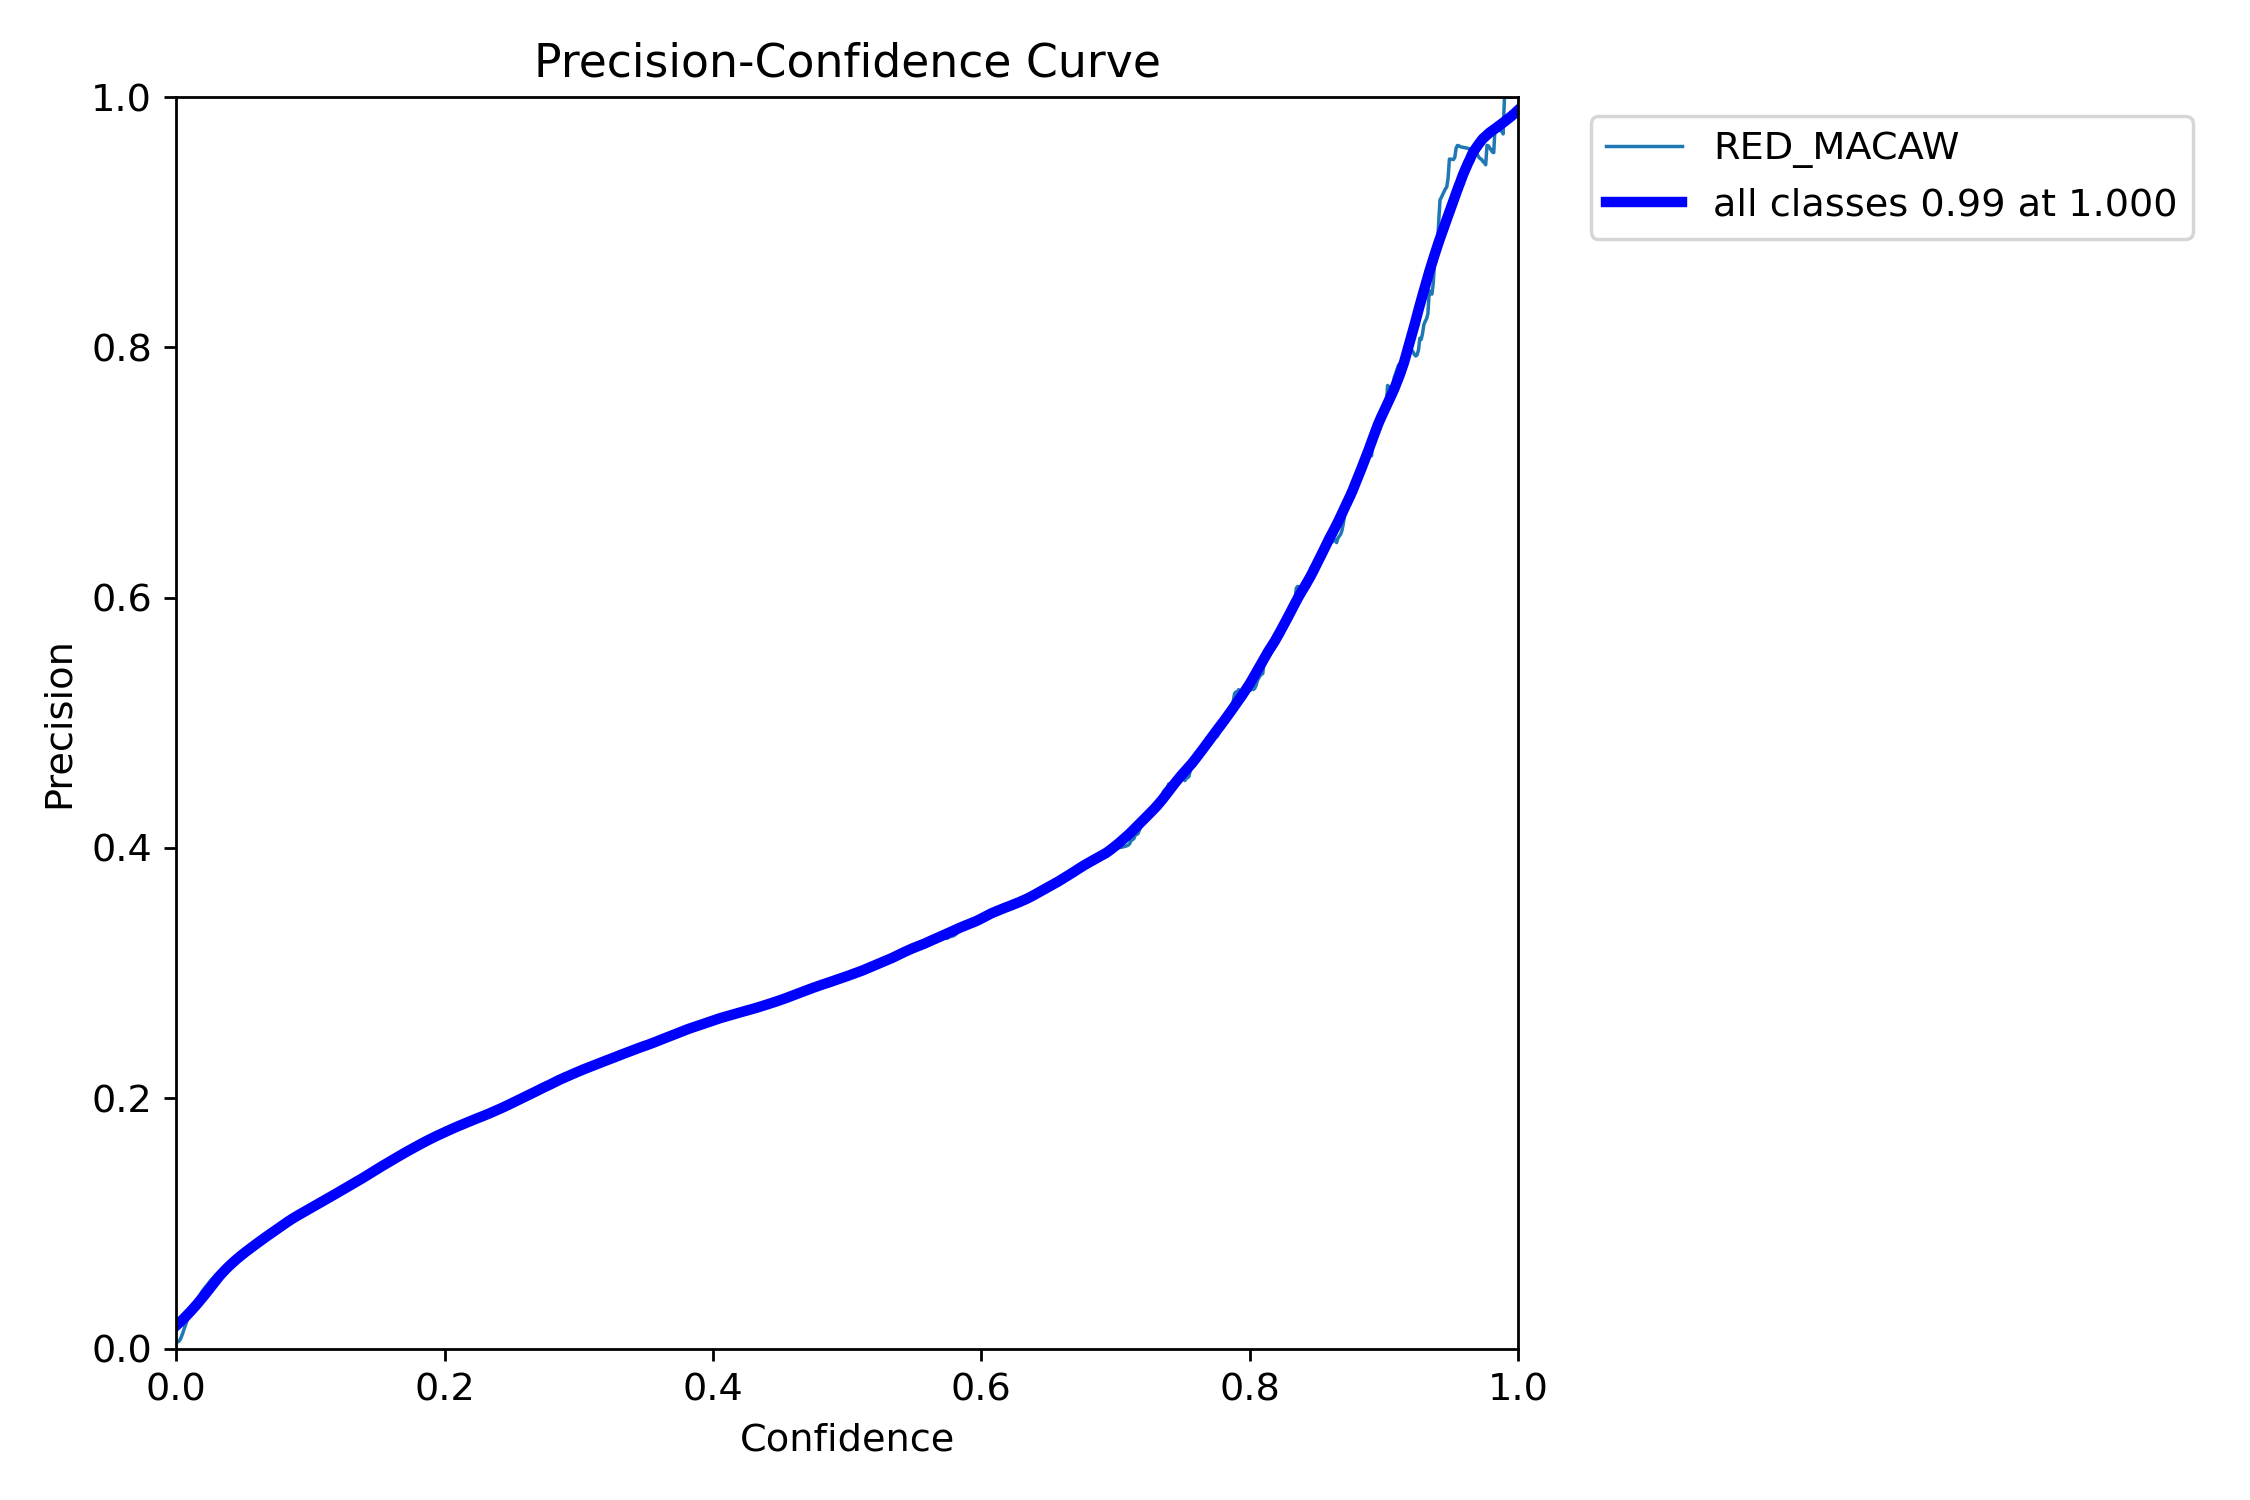 Precision-Confidence Curve
1.0
0.8
0.6
0.4
0.2
0.0
Precision
0.0 0.2 0.4 0.6 0.8 1.0
Confidence
RED_MACAW
all classes 0.99 at 1.000